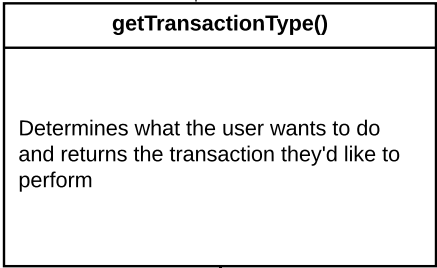 getTransactionType()
Determines what the user wants to do
and returns the transaction they'd like to
perform